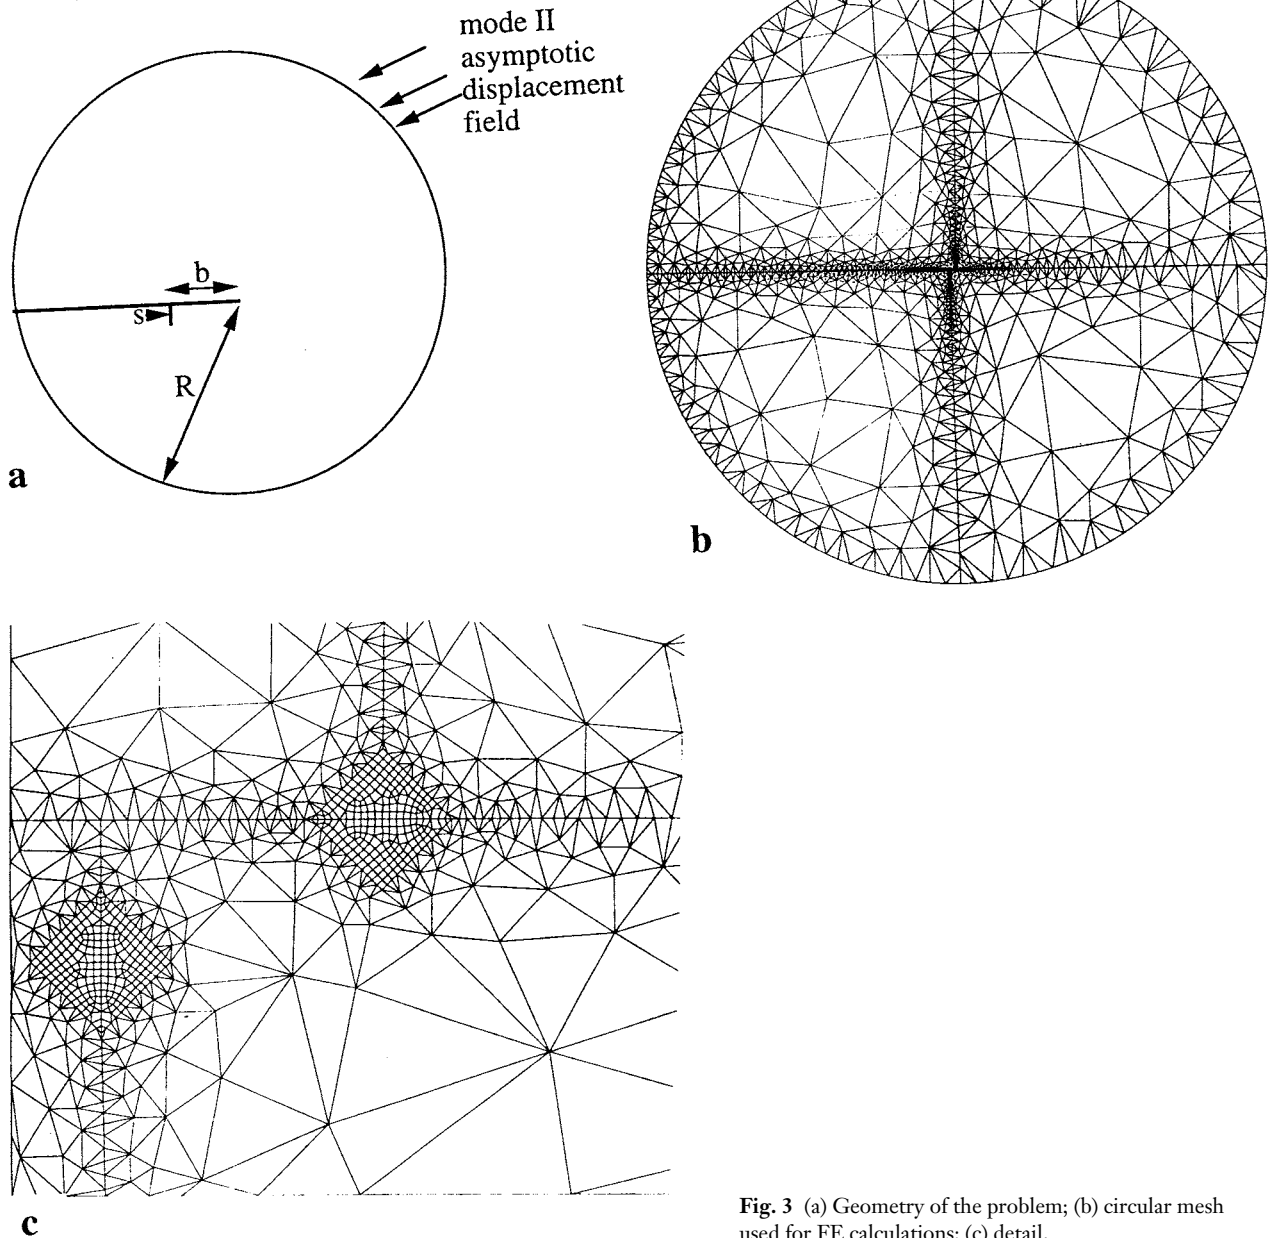 mode II
asymptotic
displacement
field
b
s
R
a
b
c
Fig. 3 (a) Geometry of the problem; (b) circular mesh
used for FE calculations; (c) detail.